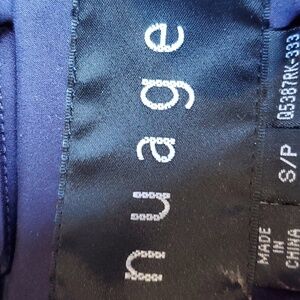 nuage
S/P
Q5387RK-333
MADE
IN
CHINA